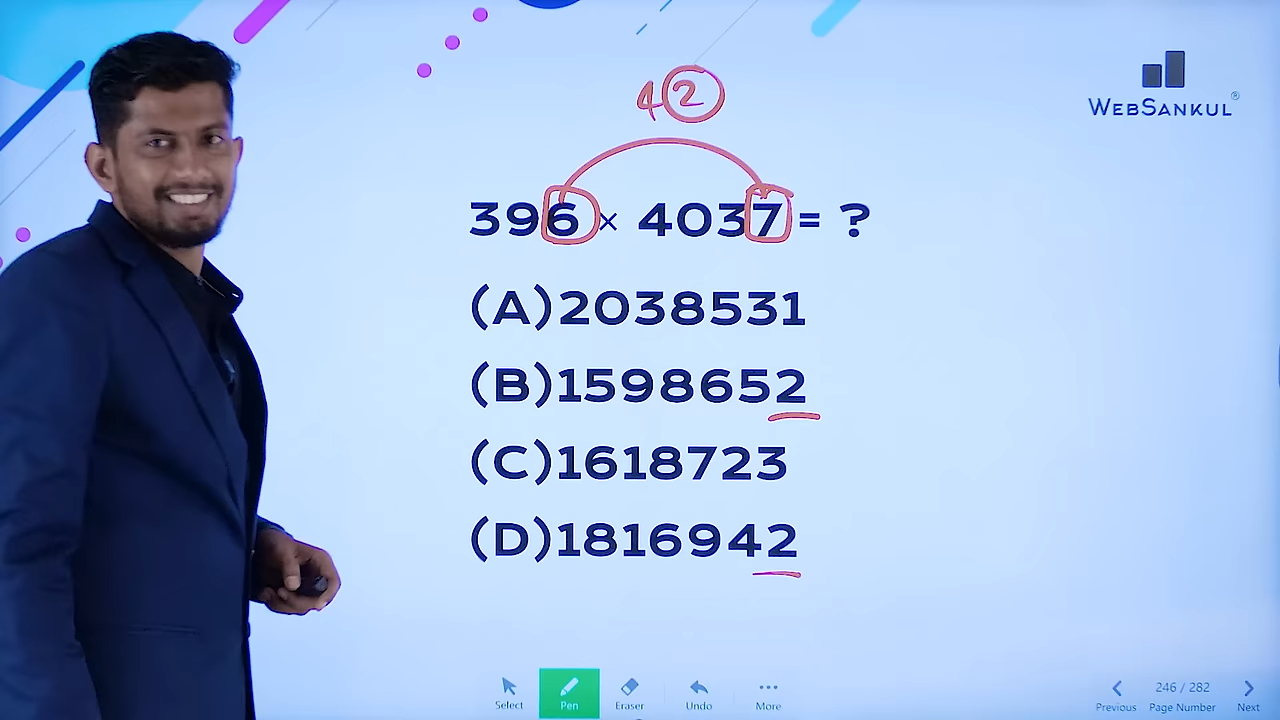 WEBSANKUL®
42
396 × 4037 = ?
(A)2038531
(B)1598652
(C)1618723
(D)1816942
Select
Pen
Eraser
Undo
More
Previous
246 / 282
Page Number
Next